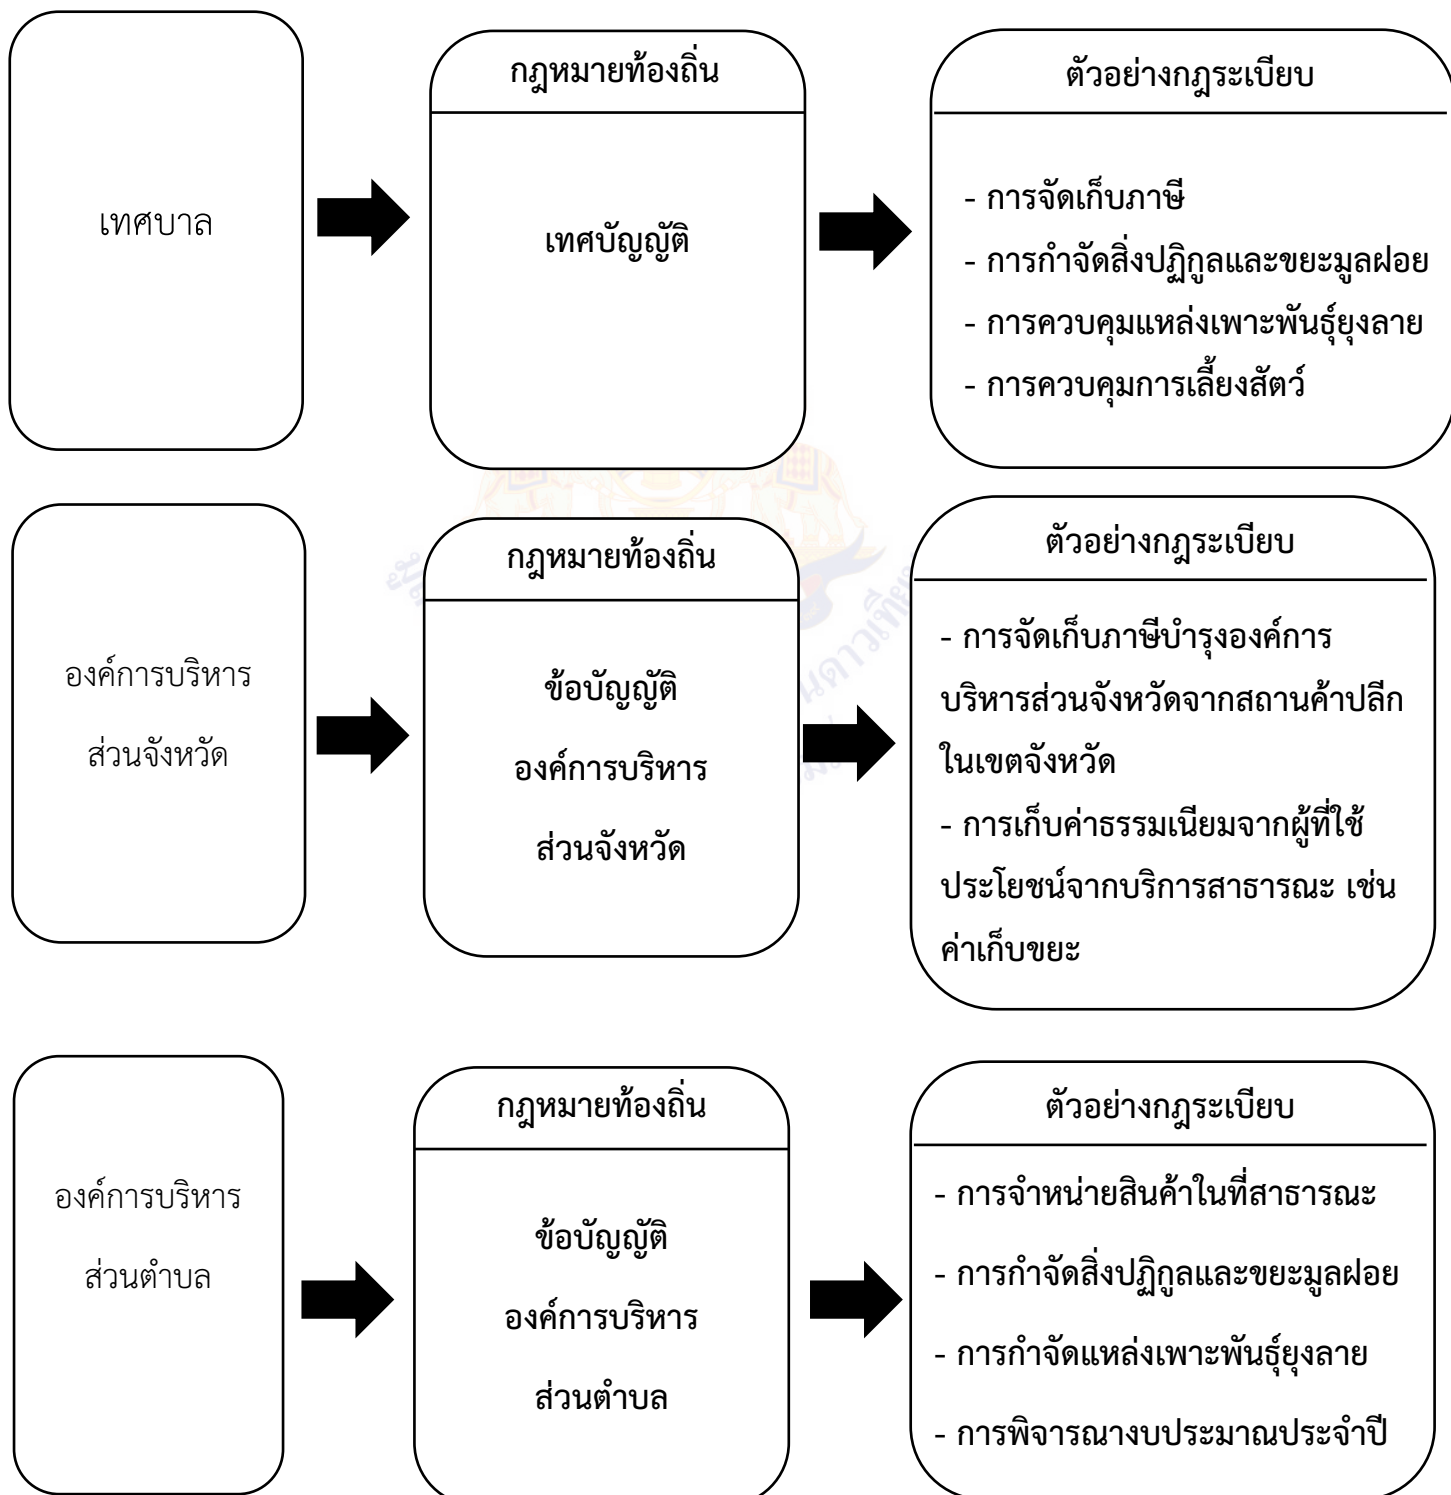 เทศบาล
กฎหมายท้องถิ่น
เทศบัญญัติ
ตัวอย่างกฎระเบียบ
- การจัดเก็บภาษี
- การกำจัดสิ่งปฏิกูลและขยะมูลฝอย
- การควบคุมแหล่งเพาะพันธุ์ยุงลาย
- การควบคุมการเลี้ยงสัตว์
องค์การบริหาร
ส่วนจังหวัด
กฎหมายท้องถิ่น
ข้อบัญญัติ
องค์การบริหาร
ส่วนจังหวัด
ตัวอย่างกฎระเบียบ
- การจัดเก็บภาษีบำรุงองค์การ
บริหารส่วนจังหวัดจากสถานค้าปลีก
ในเขตจังหวัด
- การเก็บค่าธรรมเนียมจากผู้ที่ใช้
ประโยชน์จากบริการสาธารณะ เช่น
ค่าเก็บขยะ
องค์การบริหาร
ส่วนตำบล
กฎหมายท้องถิ่น
ข้อบัญญัติ
องค์การบริหาร
ส่วนตำบล
ตัวอย่างกฎระเบียบ
- การจำหน่ายสินค้าในที่สาธารณะ
- การกำจัดสิ่งปฏิกูลและขยะมูลฝอย
- การกำจัดแหล่งเพาะพันธุ์ยุงลาย
- การพิจารณางบประมาณประจำปี